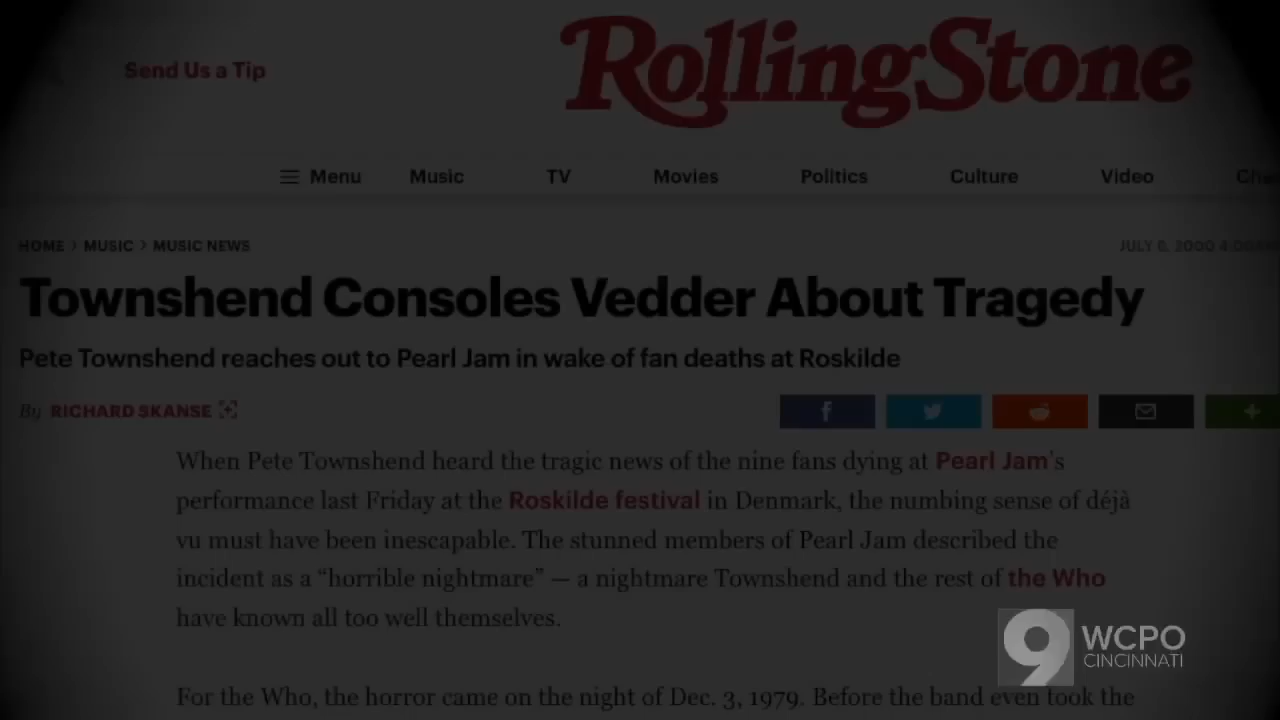 Send Us a Tip
RollingStone
Menu Music TV Movies Politics Culture Video
HOME > MUSIC > MUSIC NEWS
JULY 6, 2000
Townshend Consoles Vedder About Tragedy
Pete Townshend reaches out to Pearl Jam in wake of fan deaths at Roskilde
By RICHARD SKANSE
When Pete Townshend heard the tragic news of the nine fans dying at Pearl Jam's
performance last Friday at the Roskilde festival in Denmark, the numbing sense of déjà
vu must have been inescapable. The stunned members of Pearl Jam described the
incident as a “horrible nightmare” — a nightmare Townshend and the rest of the Who
have known all too well themselves.
For the Who, the horror came on the night of Dec. 3, 1979. Before the band even took the
9 WCPO
CINCINNATI